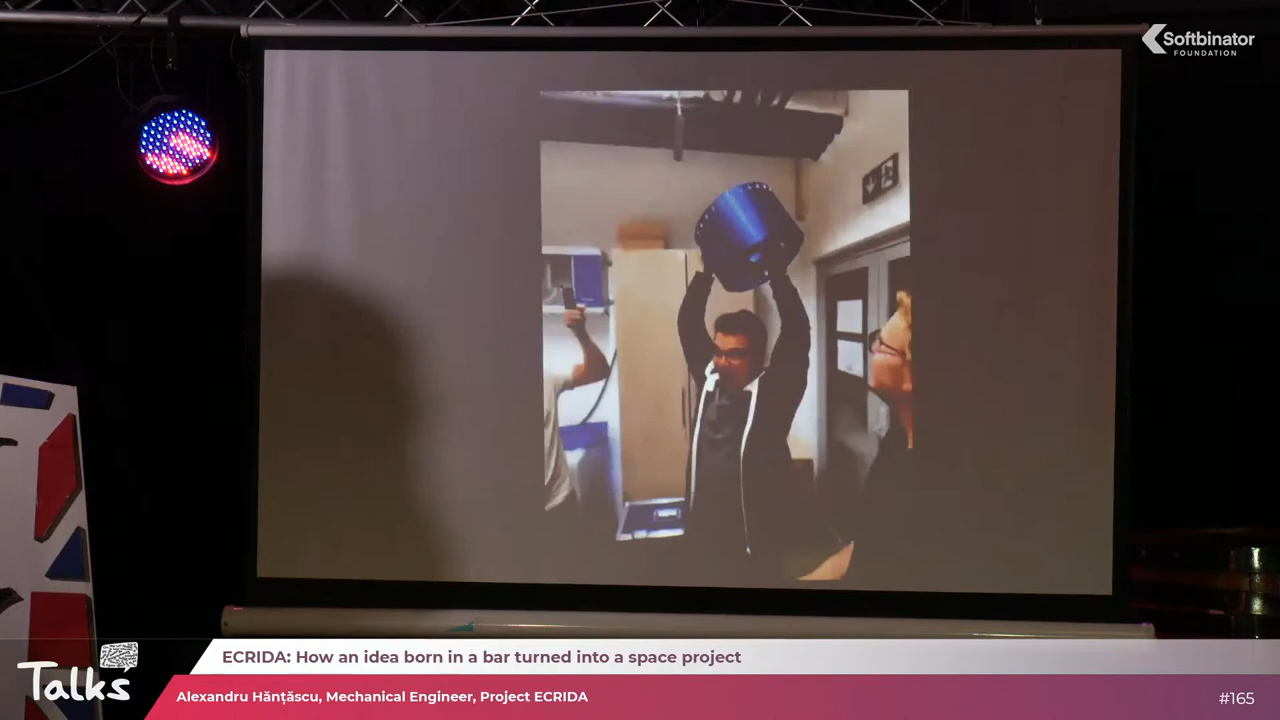 Softbinator
FOUNDATION
ECRIDA: How an idea born in a bar turned into a space project
Talks
Alexandru Hănțăscu, Mechanical Engineer, Project ECRIDA
#165